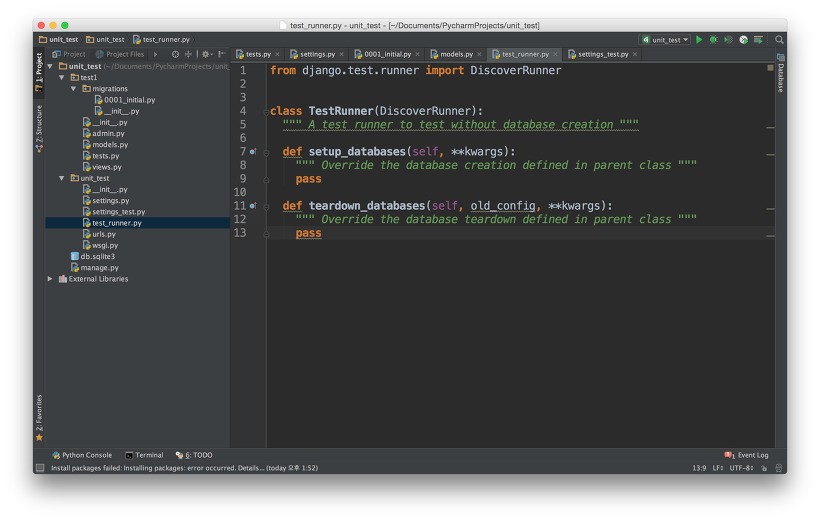 test_runner.py - unit_test - [~/Documents/PycharmProjects/unit_test]
unit_test unit_test test_runner.py unit_test
Project Project Files
tests.py settings.py 0001_initial.py models.py test_runner.py settings_test.py
1: Project
Z: Structure
2: Favorites
Database
unit_test (~/Documents/PycharmProjects/unit_
test1
migrations
0001_initial.py
__init__.py
__init__.py
admin.py
models.py
tests.py
views.py
unit_test
__init__.py
settings.py
settings_test.py
test_runner.py
urls.py
wsgi.py
db.sqlite3
manage.py
External Libraries
1 from django.test.runner import DiscoverRunner
2
3
4 class TestRunner(DiscoverRunner):
5 """ A test runner to test without database creation """
6
7 def setup_databases(self, **kwargs):
8 """ Override the database creation defined in parent class """
9 pass
10
11 def teardown_databases(self, old_config, **kwargs):
12 """ Override the database teardown defined in parent class """
13 pass
Python Console Terminal 6: TODO 1 Event Log
Install packages failed: Installing packages: error occurred. Details... (today 오후 1:52) 13:9 LF UTF-8